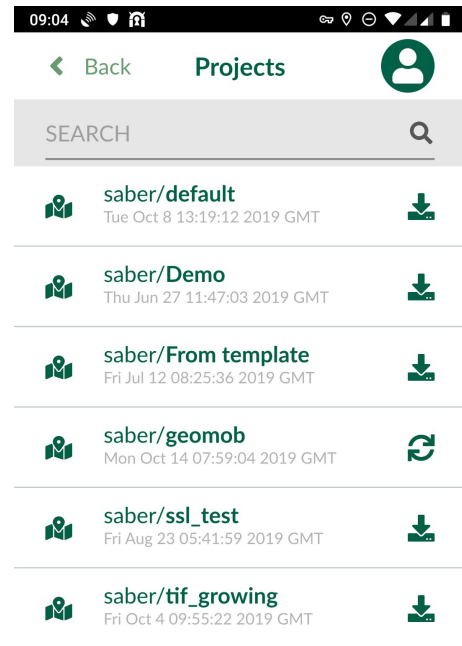 09:04
Back Projects
SEARCH
saber/default
Tue Oct 8 13:19:12 2019 GMT
saber/Demo
Thu Jun 27 11:47:03 2019 GMT
saber/From template
Fri Jul 12 08:25:36 2019 GMT
saber/geomob
Mon Oct 14 07:59:04 2019 GMT
saber/ssl_test
Fri Aug 23 05:41:59 2019 GMT
saber/tif_growing
Fri Oct 4 09:55:22 2019 GMT